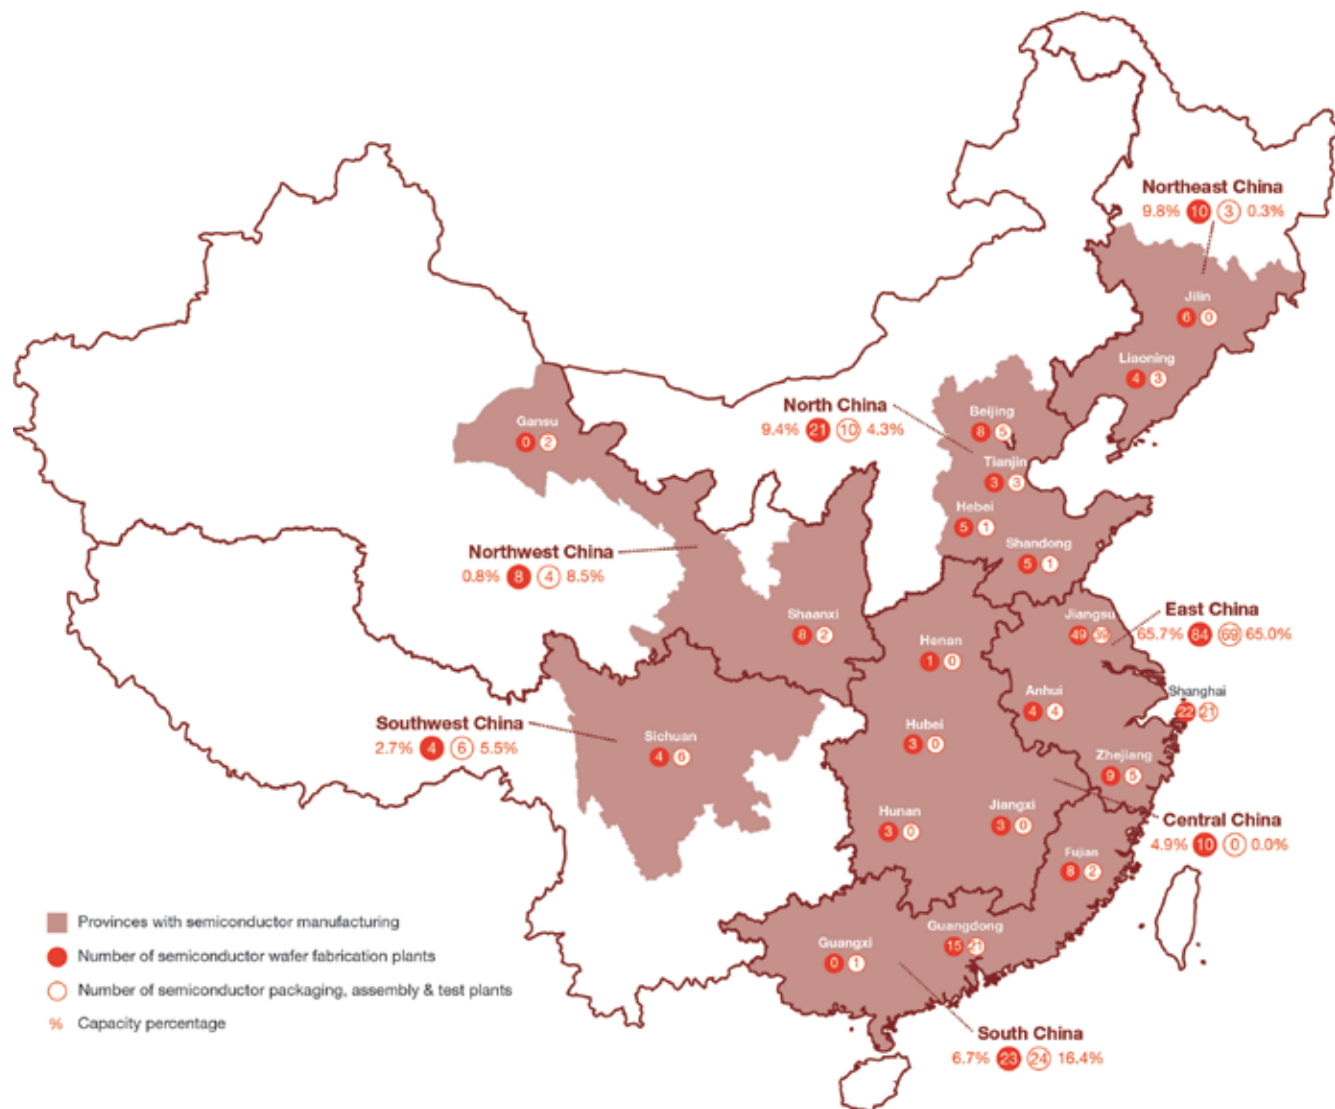 Northeast China
9.8% 10 3 0.3%
Jilin
6 0
Liaoning
4 3
North China
9.4% 21 10 4.3%
Beijing
8 5
Tianjin
3 3
Hebei
5 1
Shandong
5 1
Gansu
0 2
Northwest China
0.8% 8 4 8.5%
Shaanxi
8 2
East China
65.7% 84 69 65.0%
Jiangsu
49
Henan
1 0
Anhui
4 4
Shanghai
22 21
Southwest China
2.7% 4 6 5.5%
Sichuan
4 6
Hubei
3 0
Zhejiang
9 5
Hunan
3 0
Jiangxi
3 0
Central China
4.9% 10 0 0.0%
Fujian
8 2
Guangxi
0 1
Guangdong
15 21
South China
6.7% 23 24 16.4%
Provinces with semiconductor manufacturing
Number of semiconductor wafer fabrication plants
Number of semiconductor packaging, assembly & test plants
% Capacity percentage